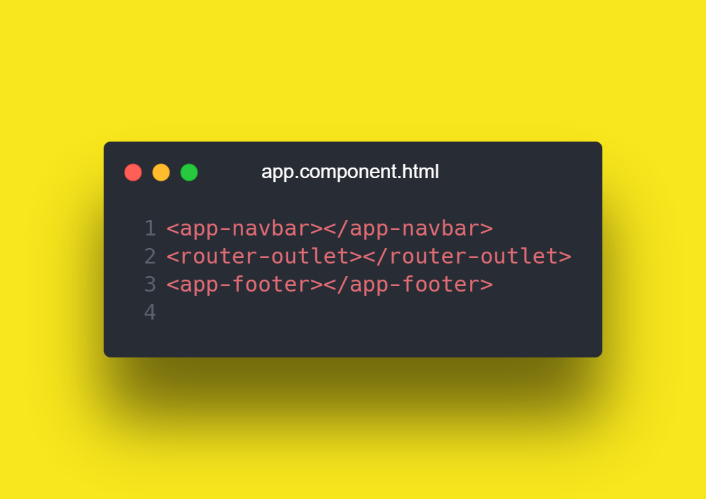 app.component.html
1 <app-navbar></app-navbar>
2 <router-outlet></router-outlet>
3 <app-footer></app-footer>
4